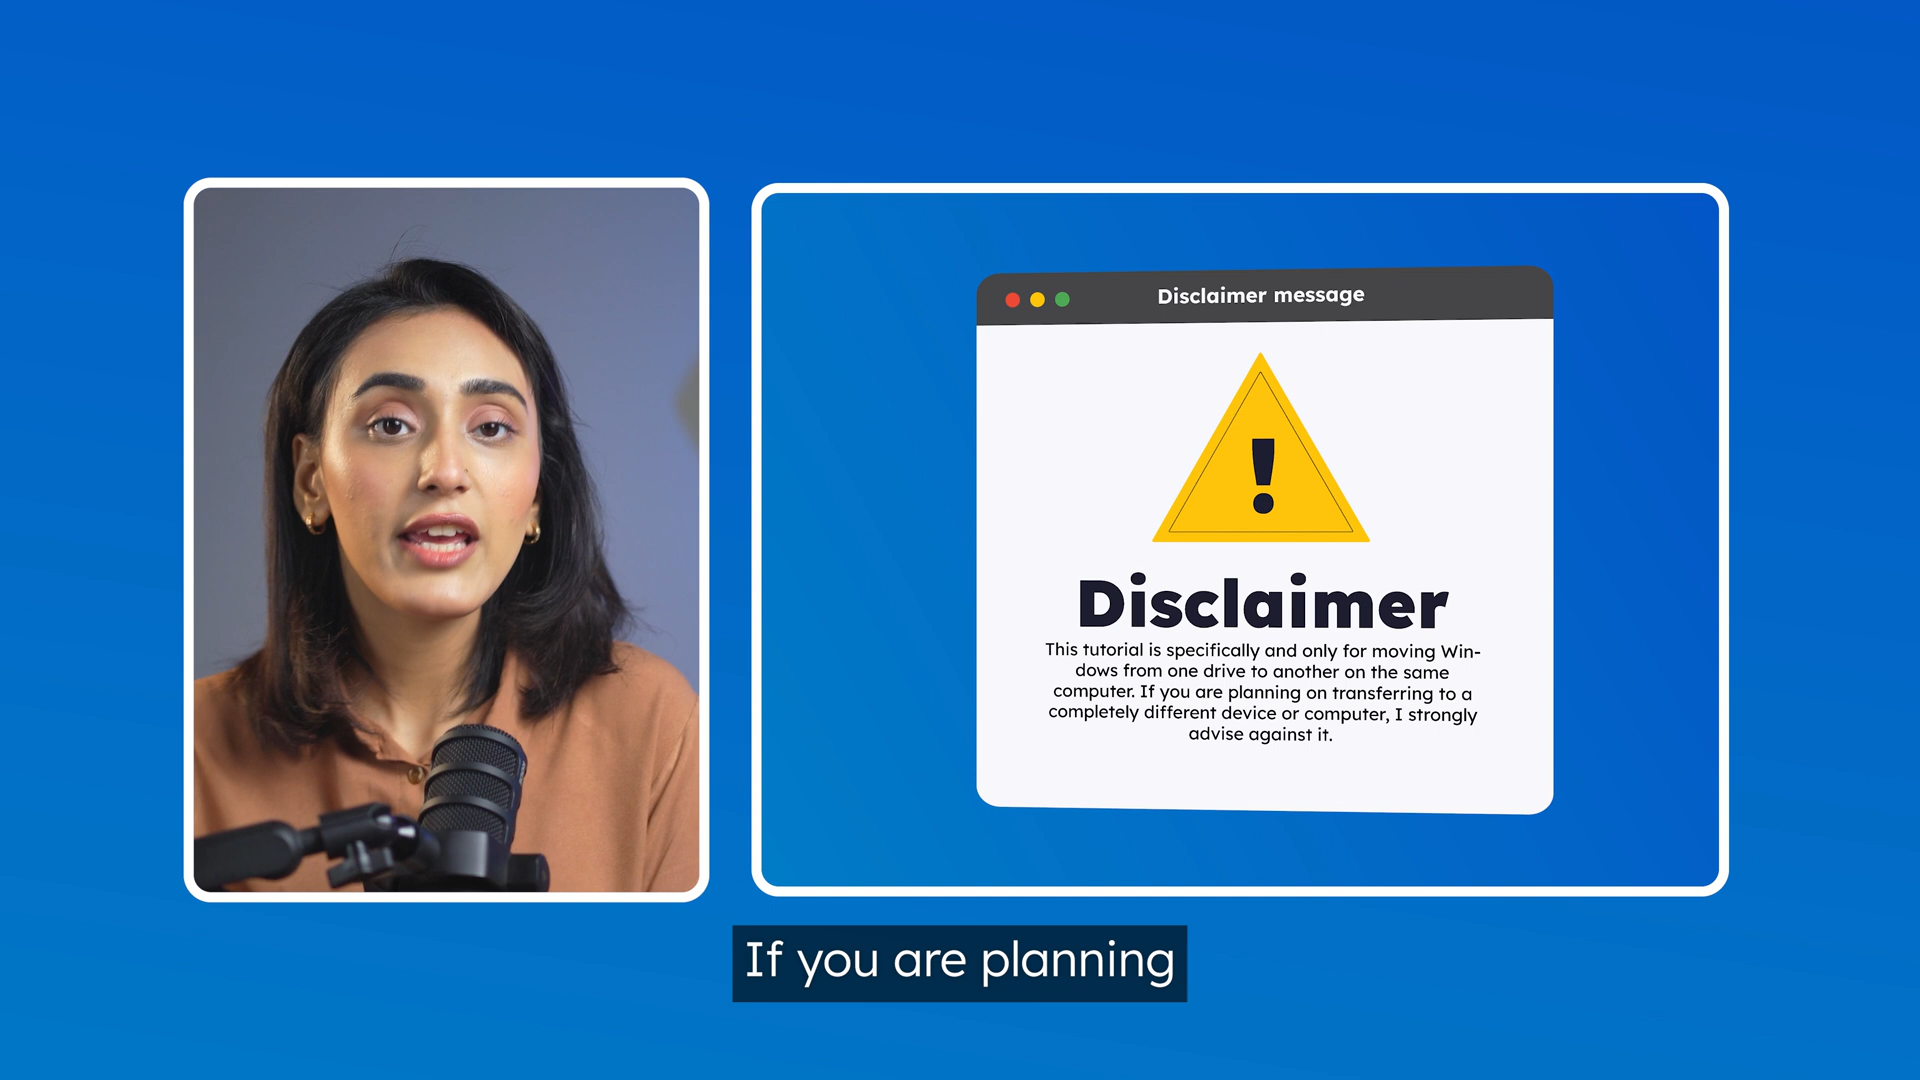 Disclaimer message
!
Disclaimer
This tutorial is specifically and only for moving Win-
dows from one drive to another on the same
computer. If you are planning on transferring to a
completely different device or computer, I strongly
advise against it.
If you are planning